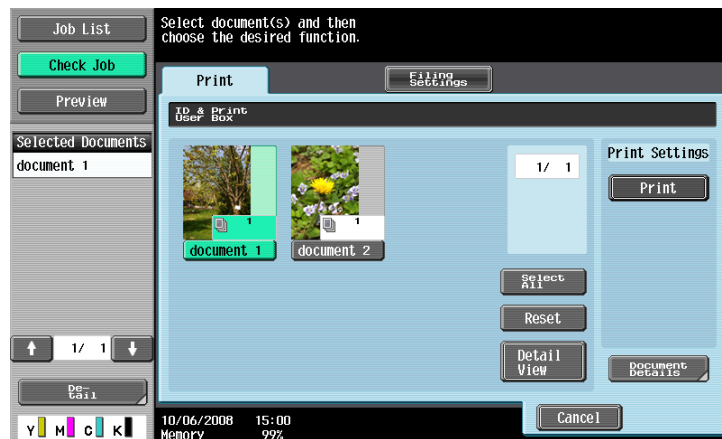 Job List
Check Job
Preview
Selected Documents
document 1
1/ 1
De-
tail
Y M C K
Select document(s) and then
choose the desired function.
Print
Filing
Settings
ID & Print
User Box
1
document 1
1
document 2
1/ 1
Select
All
Reset
Detail
View
Print Settings
Print
Document
Details
10/06/2008 15:00
Memory 99%
Cancel